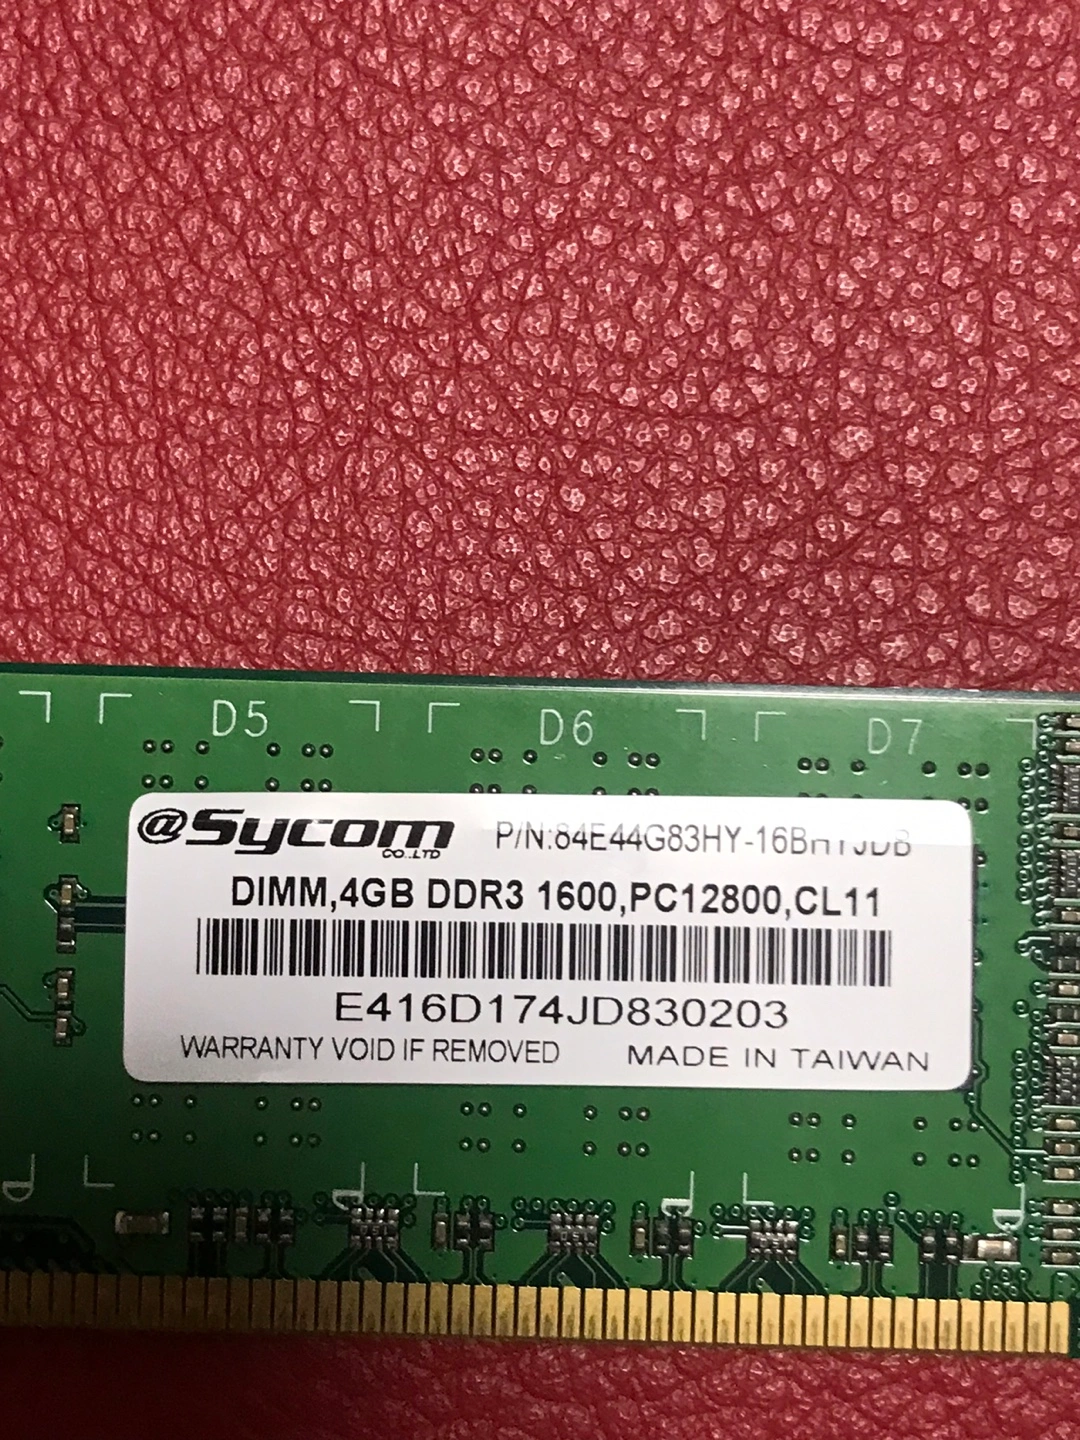 D5 D6 D7
@Sycom
CO.,LTD
DIMM,4GB DDR3 1600,PC12800,CL11
E416D174JD830203
WARRANTY VOID IF REMOVED MADE IN TAIWAN